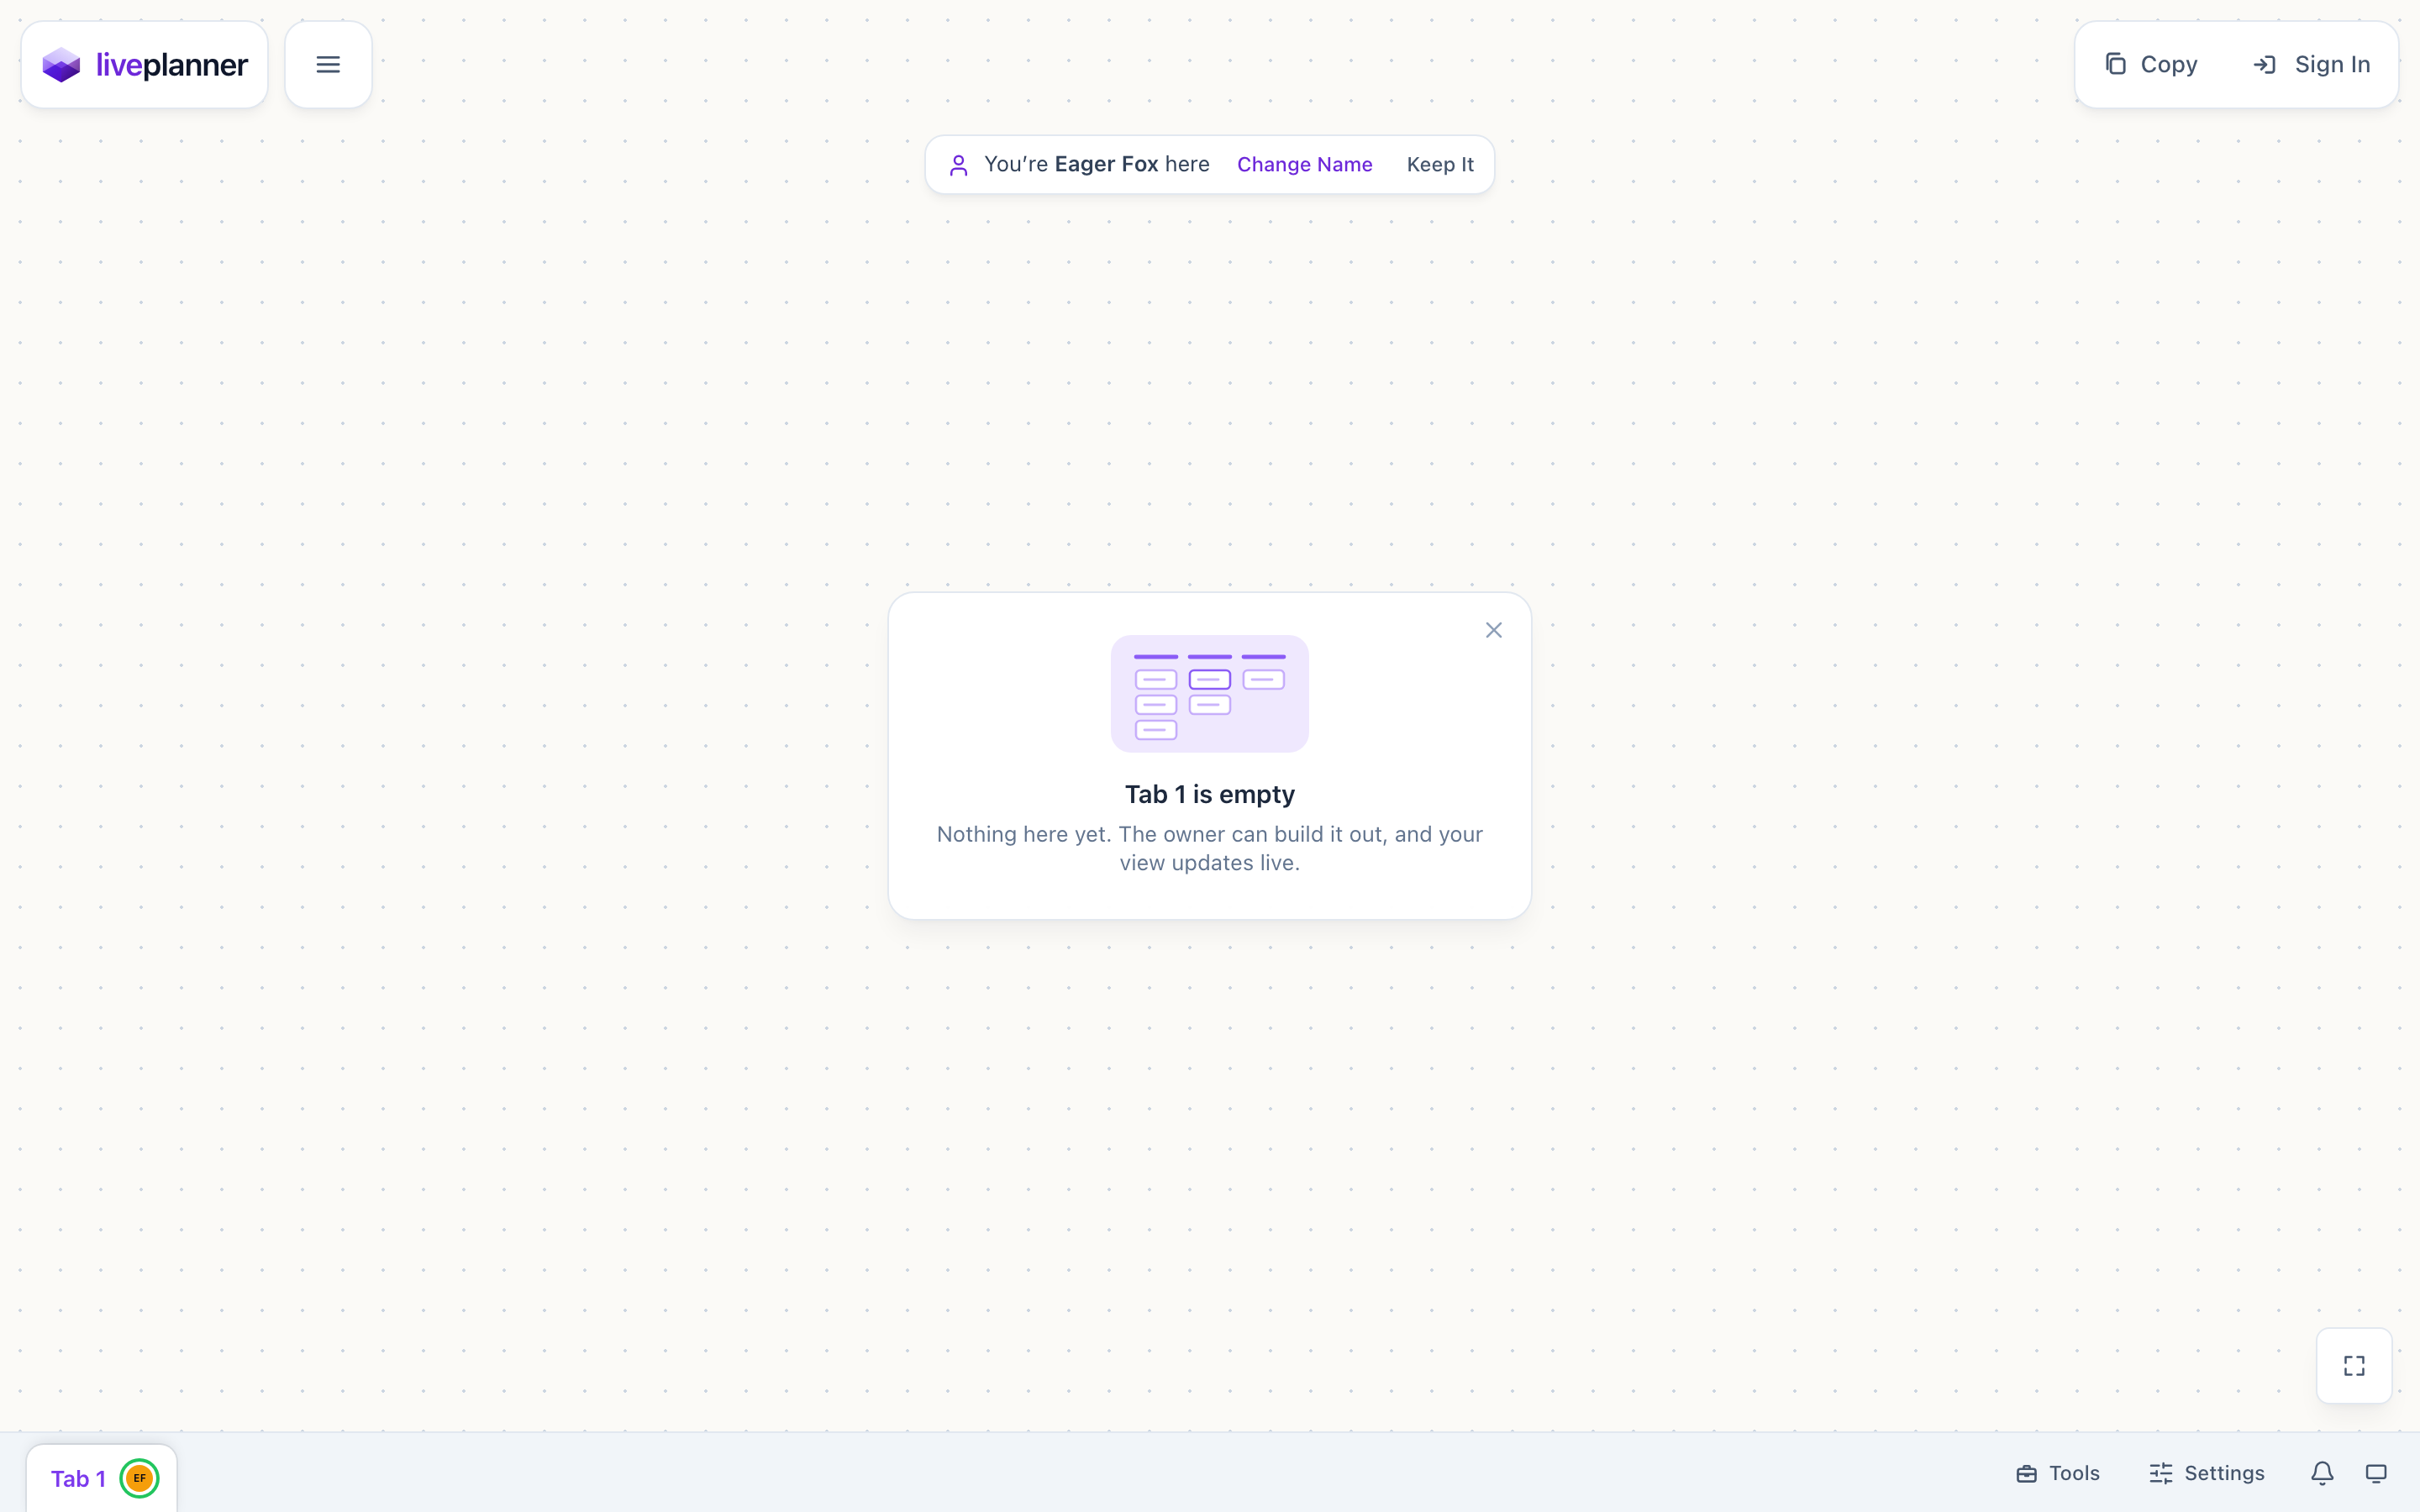 liveplanner
Copy
Sign In
You’re Eager Fox here
Change Name
Keep It
Tab 1 is empty
Nothing here yet. The owner can build it out, and your
view updates live.
Tab 1
EF
Tools
Settings